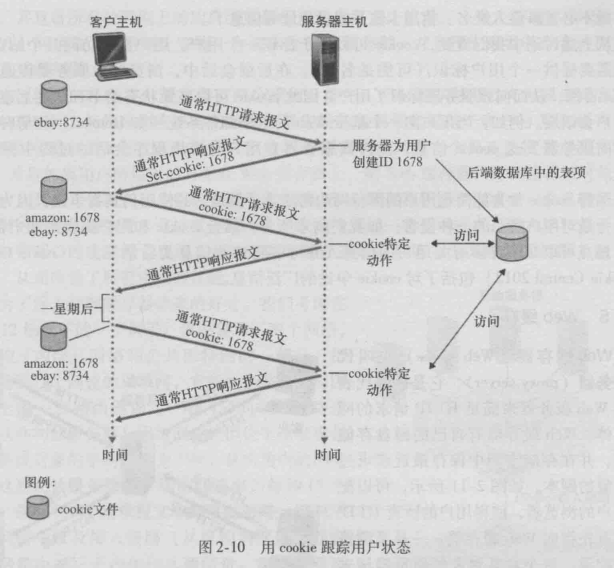 客户主机
服务器主机
ebay: 8734
通常HTTP请求报文
服务器为用户
创建ID 1678
通常HTTP响应报文
Set-cookie: 1678
后端数据库中的表项
amazon: 1678
ebay: 8734
通常HTTP请求报文
cookie: 1678
cookie特定
动作
访问
通常HTTP响应报文
一星期后
访问
通常HTTP请求报文
cookie: 1678
amazon: 1678
ebay: 8734
cookie特定
动作
通常HTTP响应报文
时间
时间
图例:
cookie文件
图 2-10 用 cookie 跟踪用户状态